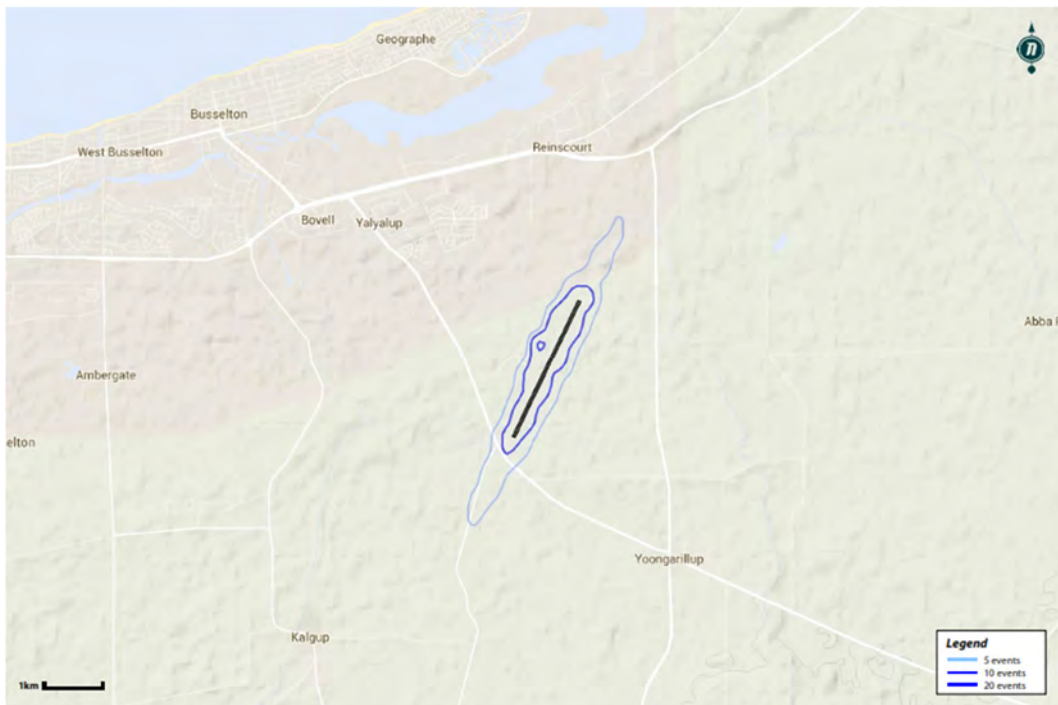 Geographe
n
Busselton
West Busselton
Reinscourt
Bovell
Yalyalup
Abba
Ambergate
elton
Yoongarillup
Kalgup
Legend
5 events
10 events
20 events
1km